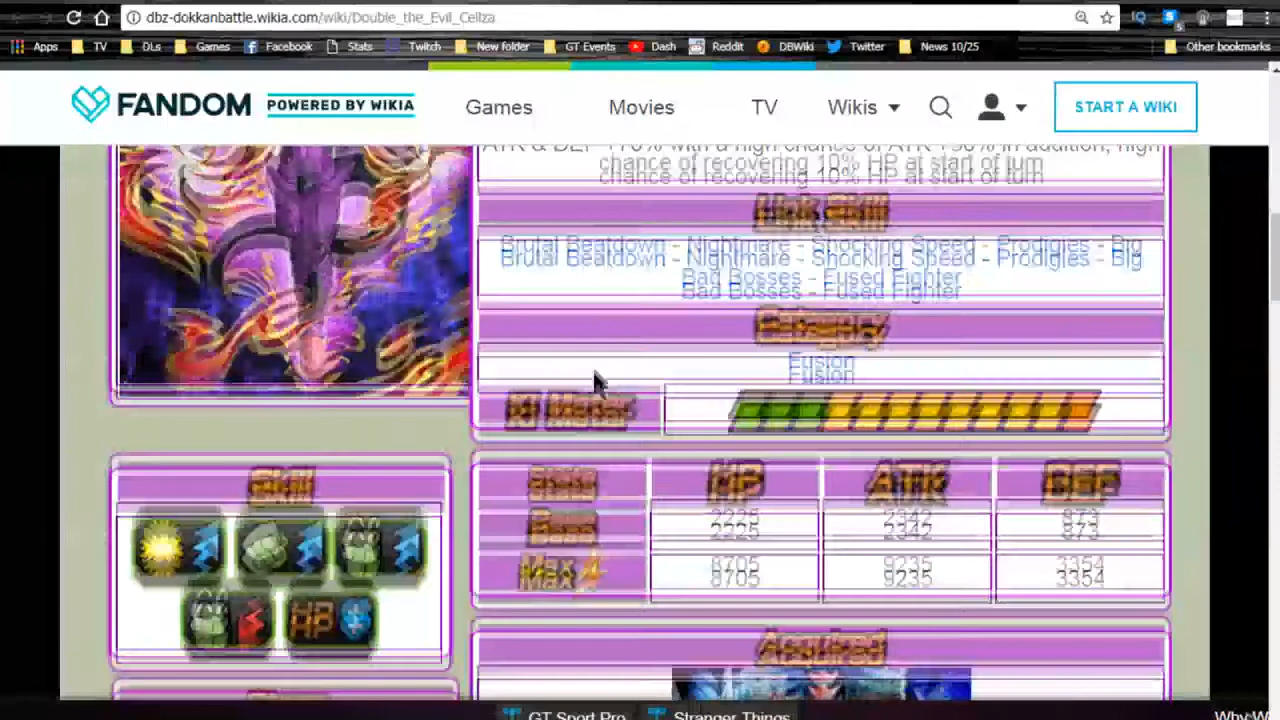 dbz-dokkanbattle.wikia.com/wiki/Double_the_Evil_Cellza
Apps TV DLs Games Facebook Stats Twitch New folder GT Events Dash Reddit DBWiki Twitter News 10/25 Other bookmarks
FANDOM POWERED BY WIKIA Games Movies TV Wikis START A WIKI
chance of recovering 10% HP at start of turn
Link Skill
Brutal Beatdown - Nightmare - Shocking Speed - Prodigies - Big
Bad Bosses - Fused Fighter
Category
Fusion
Ki Meter
Skill
Stats HP ATK DEF
Base 2225 2342 873
Max 8705 9235 3354
HP
Acquired
GT Sport Pro Stranger Things